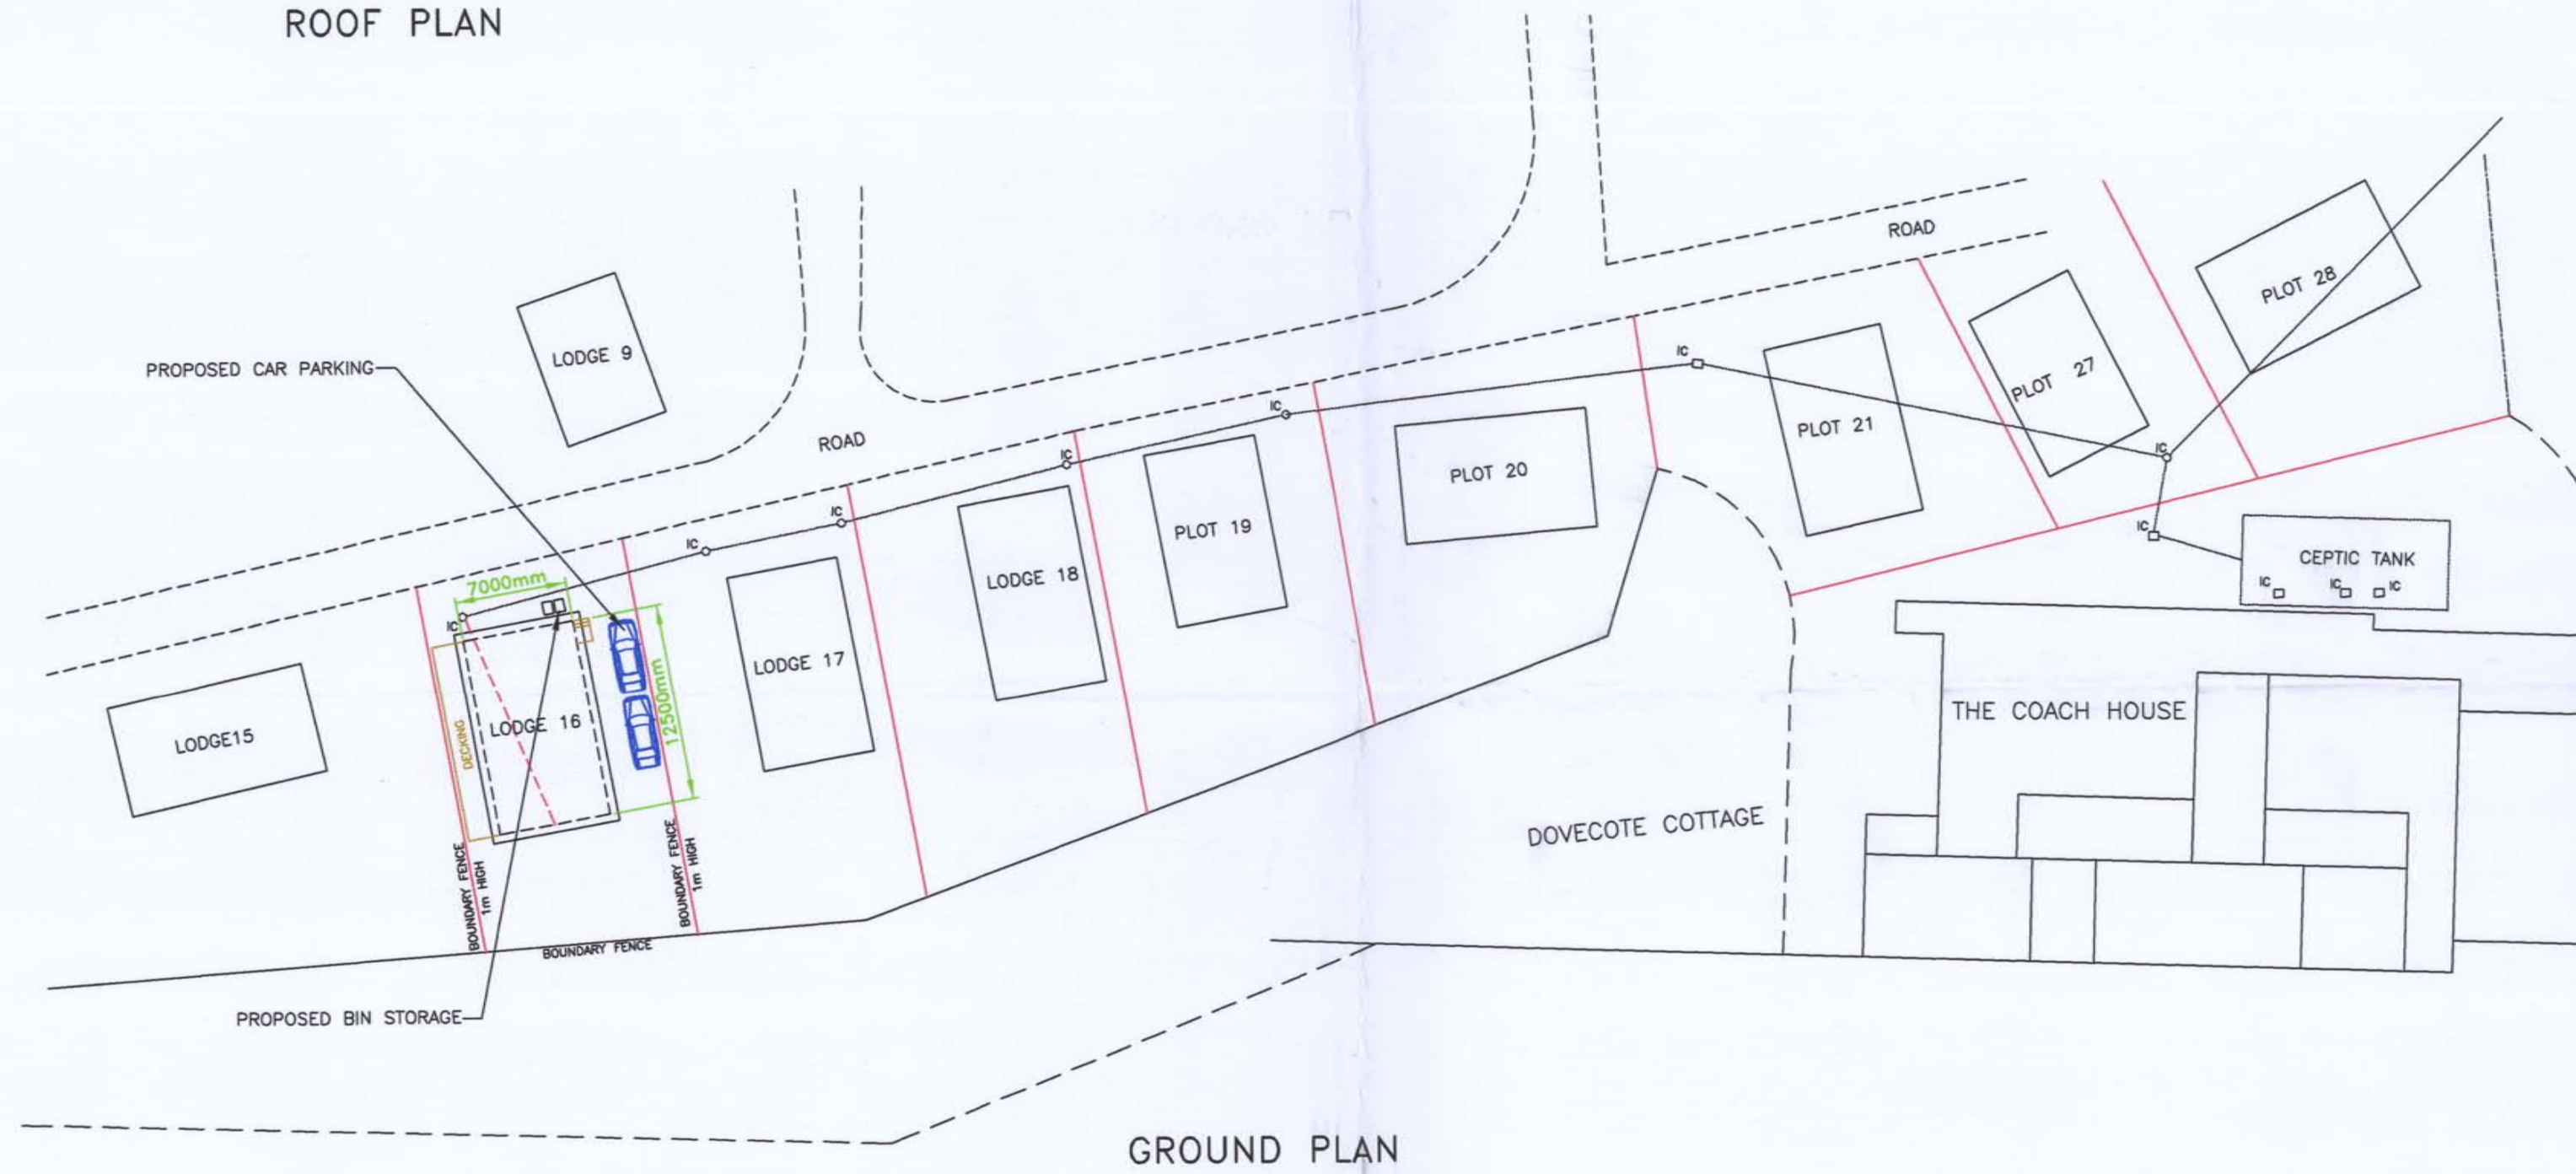 ROOF PLAN
ROAD
PLOT 28
LODGE 9
PROPOSED CAR PARKING
PLOT 27
IC
PLOT 21
IC
ROAD
IC
PLOT 20
IC
IC
PLOT 19
IC
IC
CEPTIC TANK
IC
IC
IC
LODGE 18
7000mm
IC
LODGE 17
12500mm
LODGE 16
DECKING
LODGE15
THE COACH HOUSE
DOVECOTE COTTAGE
BOUNDARY FENCE
1m HIGH
BOUNDARY FENCE
1m HIGH
BOUNDARY FENCE
PROPOSED BIN STORAGE
GROUND PLAN